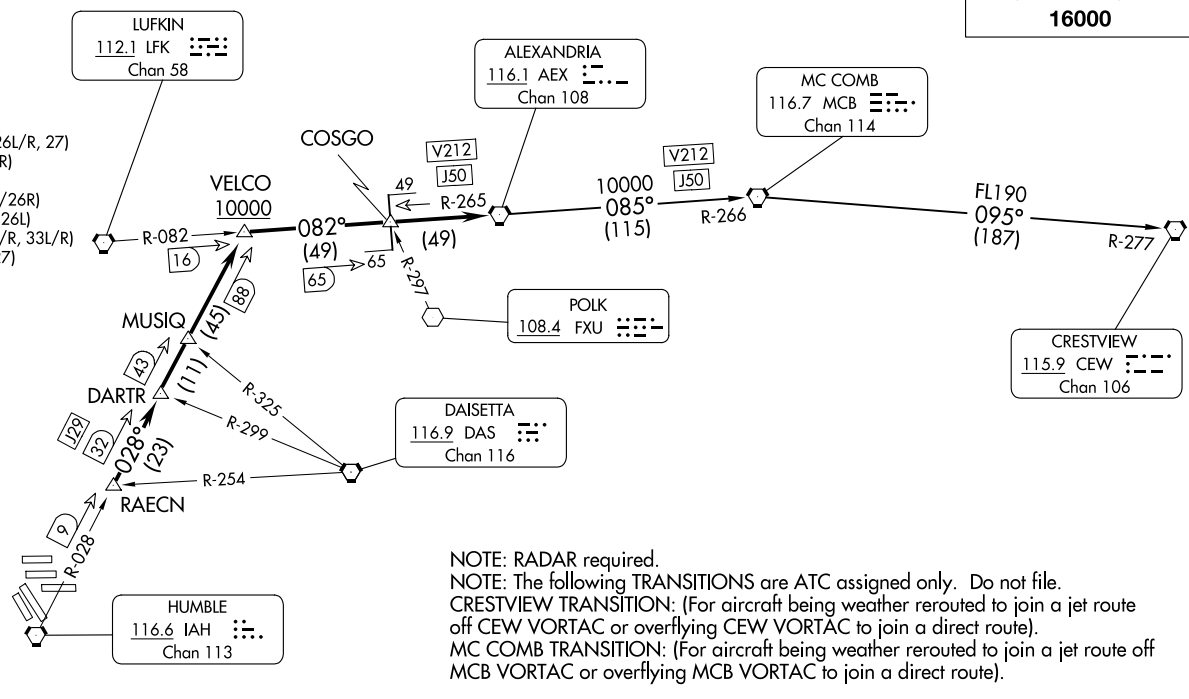 16000
LUFKIN
112.1 LFK
Chan 58
ALEXANDRIA
116.1 AEX
Chan 108
MC COMB
116.7 MCB
Chan 114
26L/R, 27)
R)
/26R)
26L)
/R, 33L/R)
27)
COSGO
V212
J50
49
R-265
V212
J50
VELCO
10000
10000
085°
(115)
R-266
FL190
095°
(187)
R-277
R-082
16
082°
(49)
(49)
65
65
R-297
88
POLK
108.4 FXU
MUSIQ
(45)
43
(11)
CRESTVIEW
115.9 CEW
Chan 106
DARTR
R-325
R-299
J29
32
028°
(23)
DAISETTA
116.9 DAS
Chan 116
R-254
RAECN
9
R-028
HUMBLE
116.6 IAH
Chan 113
NOTE: RADAR required.
NOTE: The following TRANSITIONS are ATC assigned only. Do not file.
CRESTVIEW TRANSITION: (For aircraft being weather rerouted to join a jet route
off CEW VORTAC or overflying CEW VORTAC to join a direct route).
MC COMB TRANSITION: (For aircraft being weather rerouted to join a jet route off
MCB VORTAC or overflying MCB VORTAC to join a direct route).